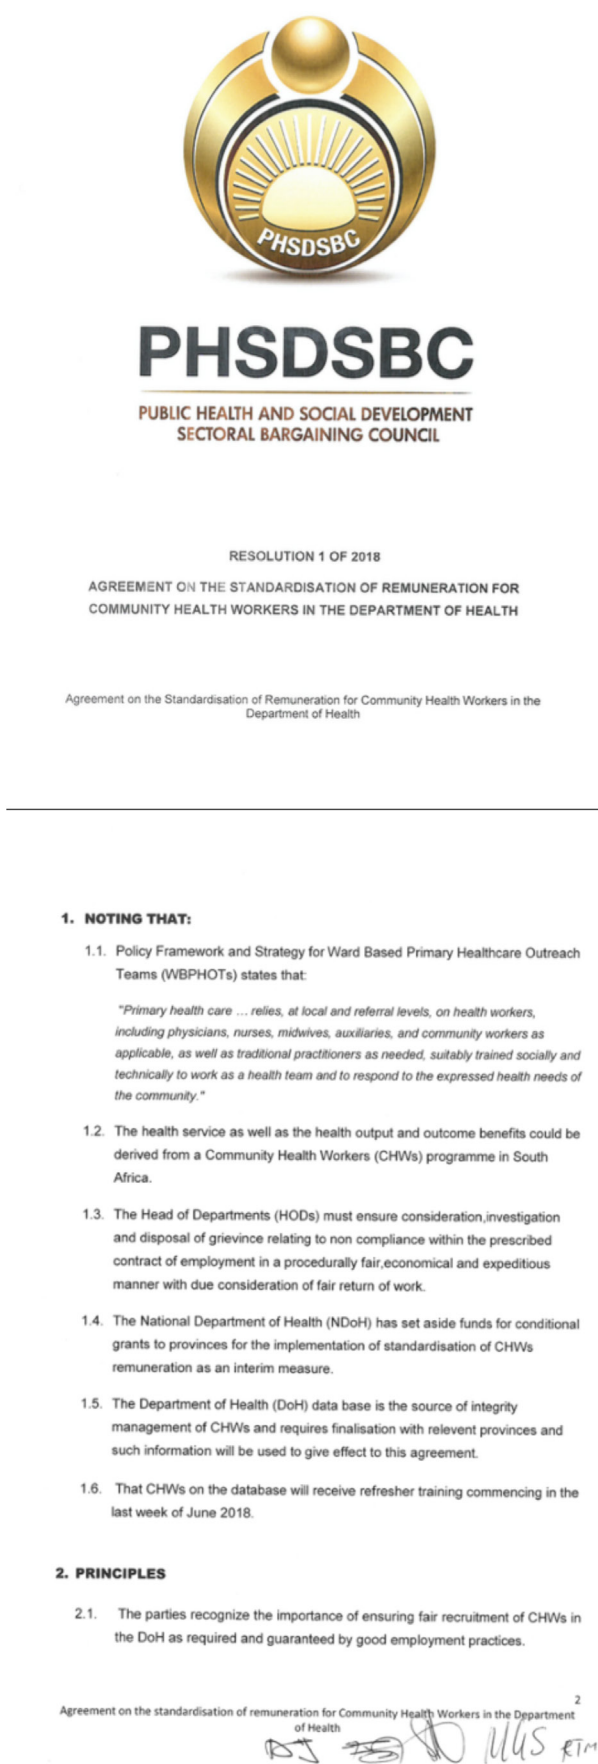 PHSDSBC
PHSDSBC
PUBLIC HEALTH AND SOCIAL DEVELOPMENT
SECTORAL BARGAINING COUNCIL
RESOLUTION 1 OF 2018
AGREEMENT ON THE STANDARDISATION OF REMUNERATION FOR
COMMUNITY HEALTH WORKERS IN THE DEPARTMENT OF HEALTH
Agreement on the Standardisation of Remuneration for Community Health Workers in the
Department of Health
1. NOTING THAT:
1.1. Policy Framework and Strategy for Ward Based Primary Healthcare Outreach
Teams (WBPHOTs) states that:
"Primary health care ... relies, at local and referral levels, on health workers,
including physicians, nurses, midwives, auxiliaries, and community workers as
applicable, as well as traditional practitioners as needed, suitably trained socially and
technically to work as a health team and to respond to the expressed health needs of
the community."
1.2. The health service as well as the health output and outcome benefits could be
derived from a Community Health Workers (CHWs) programme in South
Africa.
1.3. The Head of Departments (HODs) must ensure consideration,investigation
and disposal of grievince relating to non compliance within the prescribed
contract of employment in a procedurally fair,economical and expeditious
manner with due consideration of fair return of work.
1.4. The National Department of Health (NDoH) has set aside funds for conditional
grants to provinces for the implementation of standardisation of CHWs
remuneration as an interim measure.
1.5. The Department of Health (DoH) data base is the source of integrity
management of CHWs and requires finalisation with relevent provinces and
such information will be used to give effect to this agreement.
1.6. That CHWs on the database will receive refresher training commencing in the
last week of June 2018.
2. PRINCIPLES
2.1. The parties recognize the importance of ensuring fair recruitment of CHWs in
the DoH as required and guaranteed by good employment practices.
2
Agreement on the standardisation of remuneration for Community Health Workers in the Department
of Health